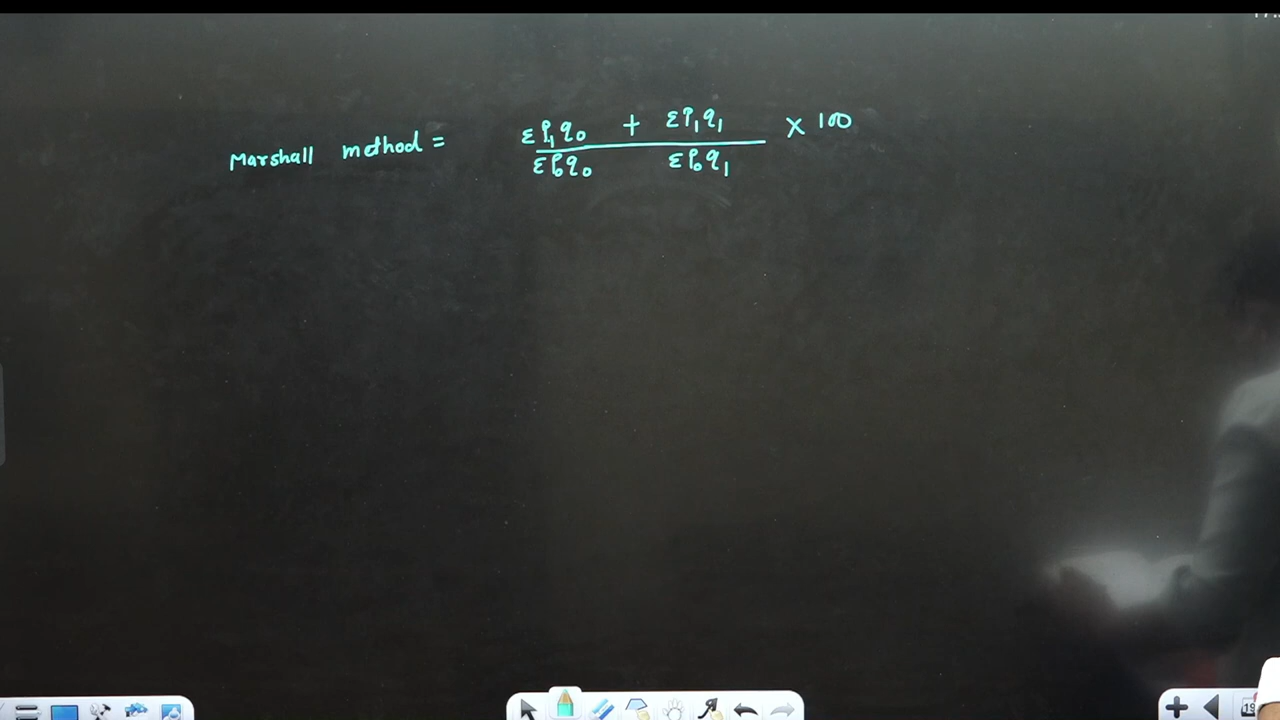 Marshall method = ΣP₁q₀ + ΣP₁q₁ × 100
ΣP₀q₀ ΣP₀q₁